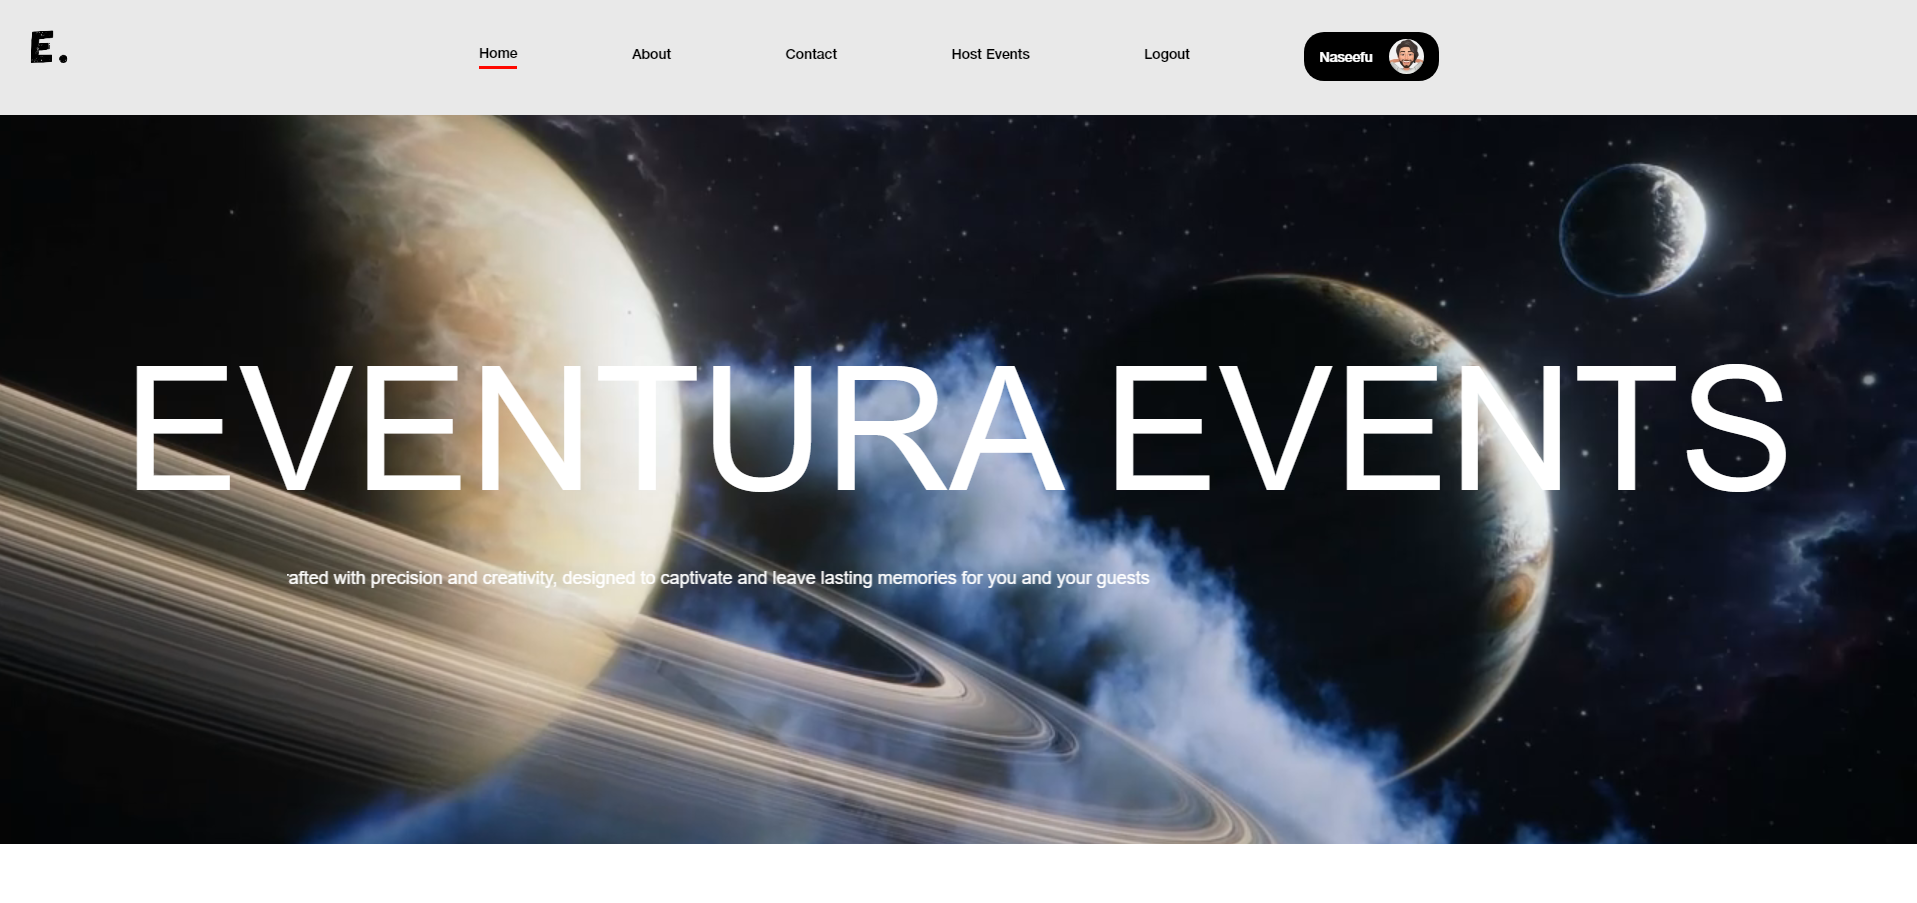 E.
Home
About
Contact
Host Events
Logout
Naseefu
EVENTURA EVENTS
afted with precision and creativity, designed to captivate and leave lasting memories for you and your guests